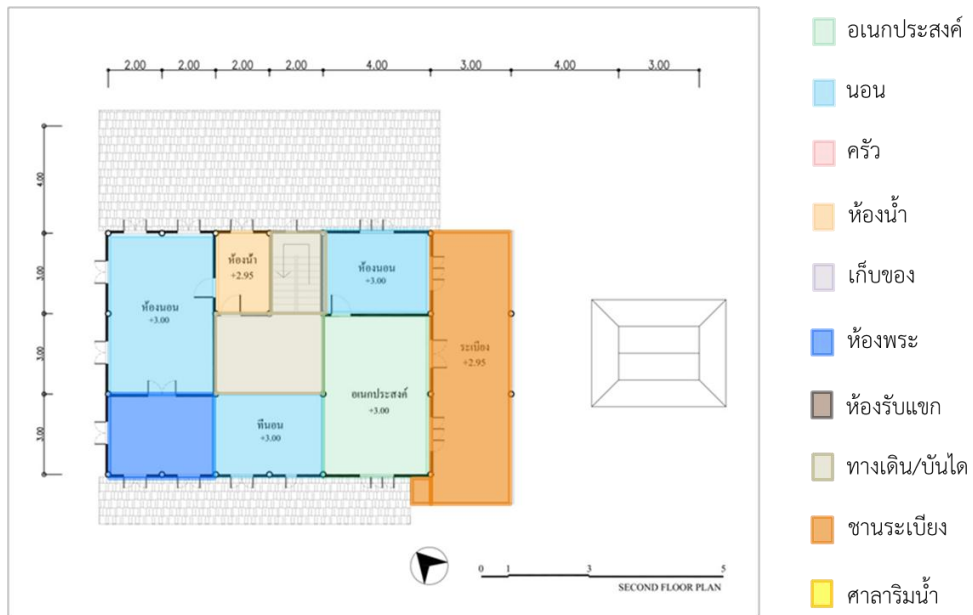 อเนกประสงค์
นอน
ครัว
ห้องน้ำ
เก็บของ
ห้องพระ
ห้องรับแขก
ทางเดิน/บันได
ชานระเบียง
ศาลาริมน้ำ
2.00 2.00 2.00 2.00 4.00 3.00 4.00 3.00
4.00
3.00
3.00
3.00
ห้องน้ำ
+2.95
ห้องนอน
+3.00
ห้องนอน
+3.00
ระเบียง
+2.95
อเนกประสงค์
+3.00
ที่นอน
+3.00
0 1 3 5
SECOND FLOOR PLAN